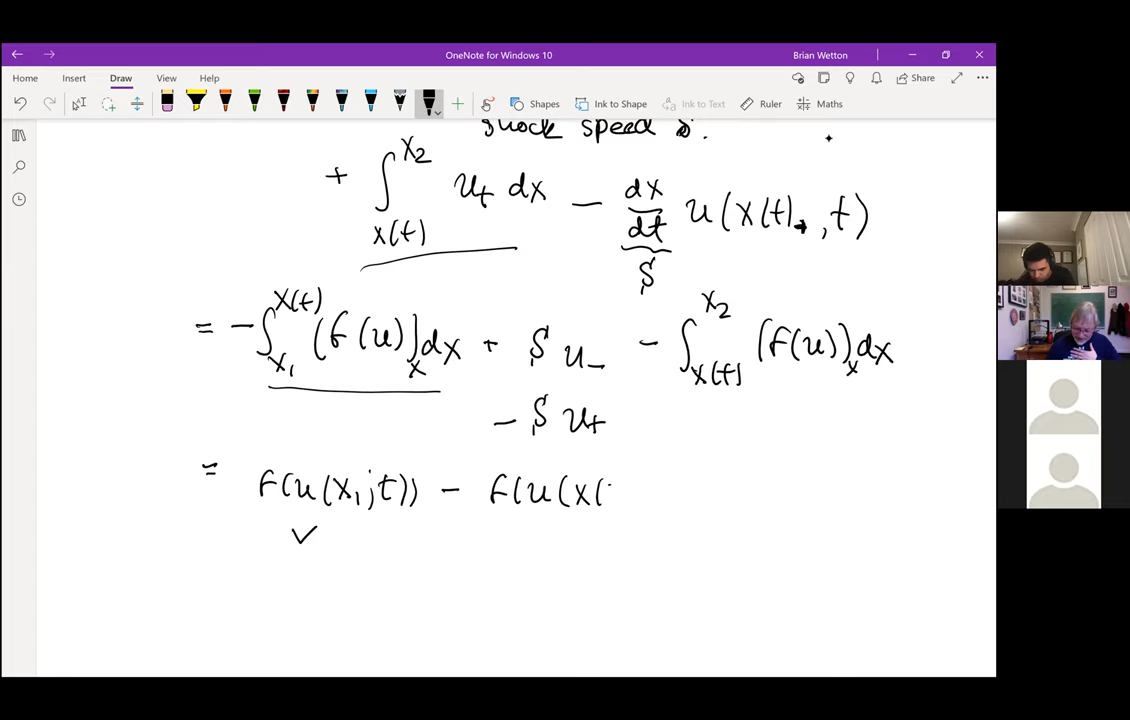 OneNote for Windows 10
Brian Wetton
Home Insert Draw View Help
Share
Shapes
Ink to Shape
Ink to Text
Ruler
Maths
shock speed s.
+ ∫_{x(t)}^{x_2} u_t dx − dx/dt u(x(t)_+, t)
s
= − ∫_{x_1}^{x(t)} (f(u))_x dx + s u_- − ∫_{x(t)}^{x_2} (f(u))_x dx
− s u_+
= f(u(x_1,t)) − f(u(x(
✓